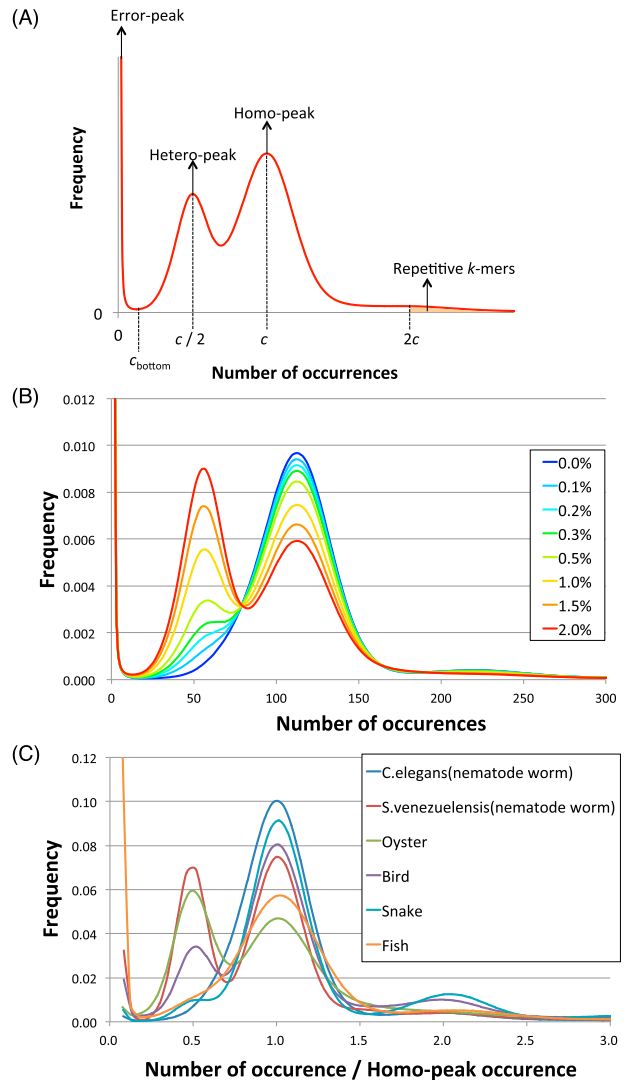 (A)
Error-peak
Homo-peak
Hetero-peak
Repetitive k-mers
Frequency
0
0
c / 2
c
2c
cbottom
Number of occurrences
(B)
0.012
0.010
0.008
0.006
0.004
0.002
0.000
Frequency
0.0%
0.1%
0.2%
0.3%
0.5%
1.0%
1.5%
2.0%
0
50
100
150
200
250
300
Number of occurences
(C)
0.12
0.10
0.08
0.06
0.04
0.02
0.00
Frequency
C.elegans(nematode worm)
S.venezuelensis(nematode worm)
Oyster
Bird
Snake
Fish
0.0
0.5
1.0
1.5
2.0
2.5
3.0
Number of occurence / Homo-peak occurence